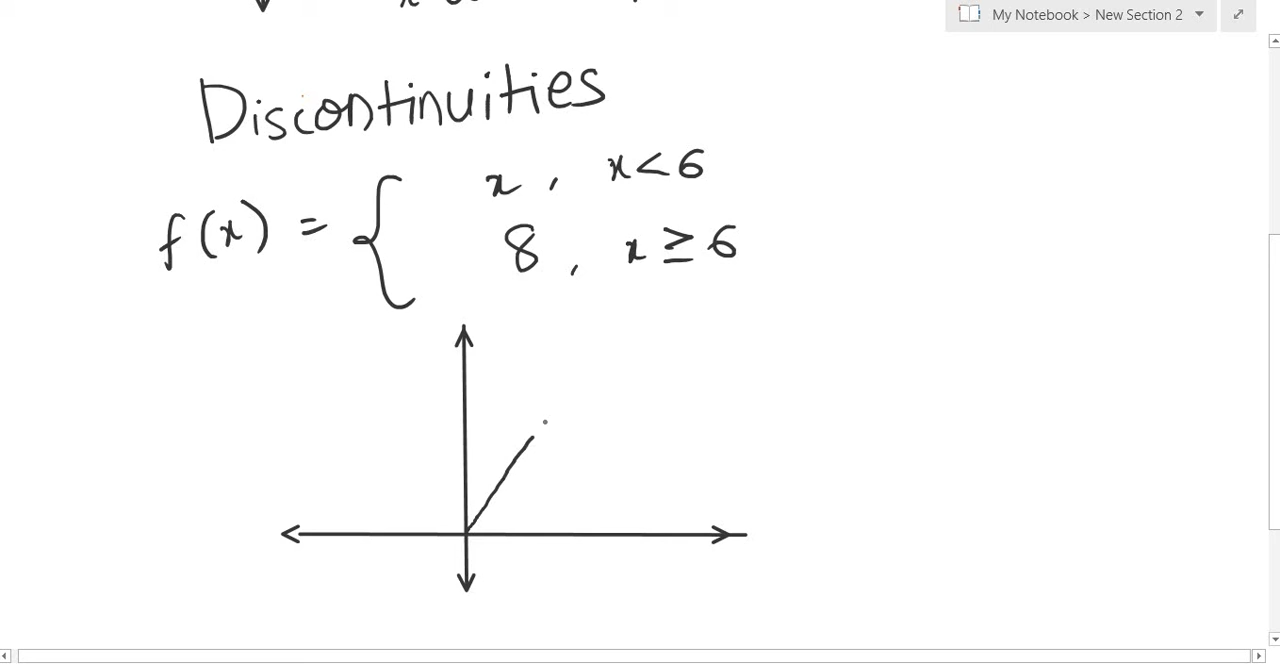 My Notebook > New Section 2
Discontinuities
f(x) = { x , x<6
8 , x ≥ 6